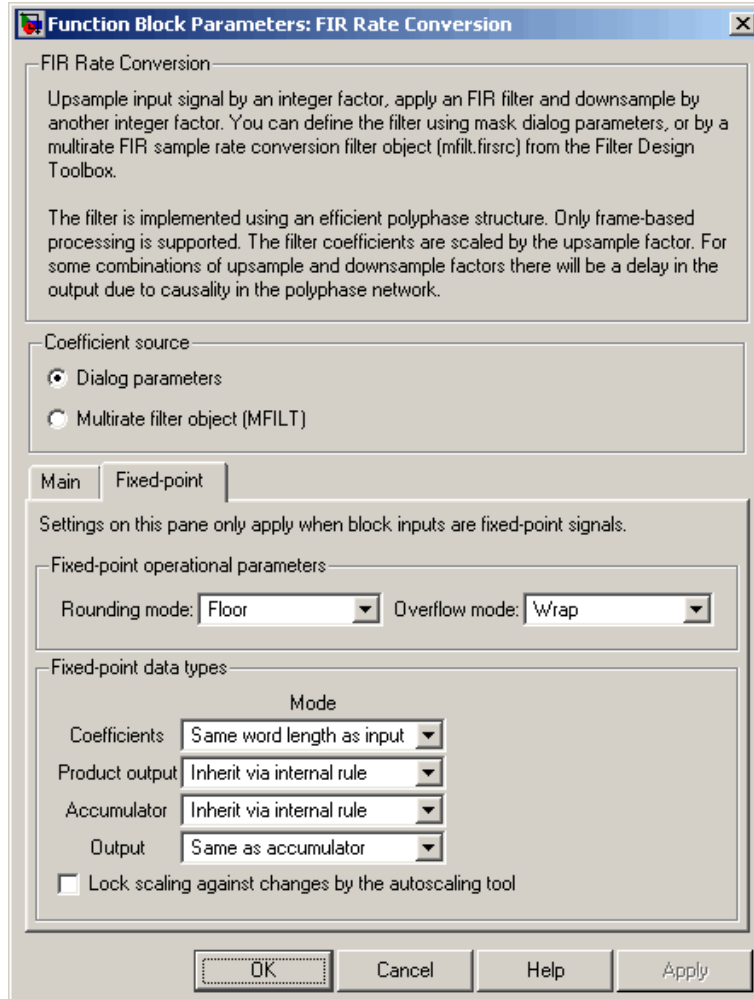 Function Block Parameters: FIR Rate Conversion
FIR Rate Conversion
Upsample input signal by an integer factor, apply an FIR filter and downsample by
another integer factor. You can define the filter using mask dialog parameters, or by a
multirate FIR sample rate conversion filter object (mfilt.firsrc) from the Filter Design
Toolbox.
The filter is implemented using an efficient polyphase structure. Only frame-based
processing is supported. The filter coefficients are scaled by the upsample factor. For
some combinations of upsample and downsample factors there will be a delay in the
output due to causality in the polyphase network.
Coefficient source
Dialog parameters
Multirate filter object (MFILT)
Main Fixed-point
Settings on this pane only apply when block inputs are fixed-point signals.
Fixed-point operational parameters
Rounding mode: Floor Overflow mode: Wrap
Fixed-point data types
Mode
Coefficients Same word length as input
Product output Inherit via internal rule
Accumulator Inherit via internal rule
Output Same as accumulator
Lock scaling against changes by the autoscaling tool
OK Cancel Help Apply